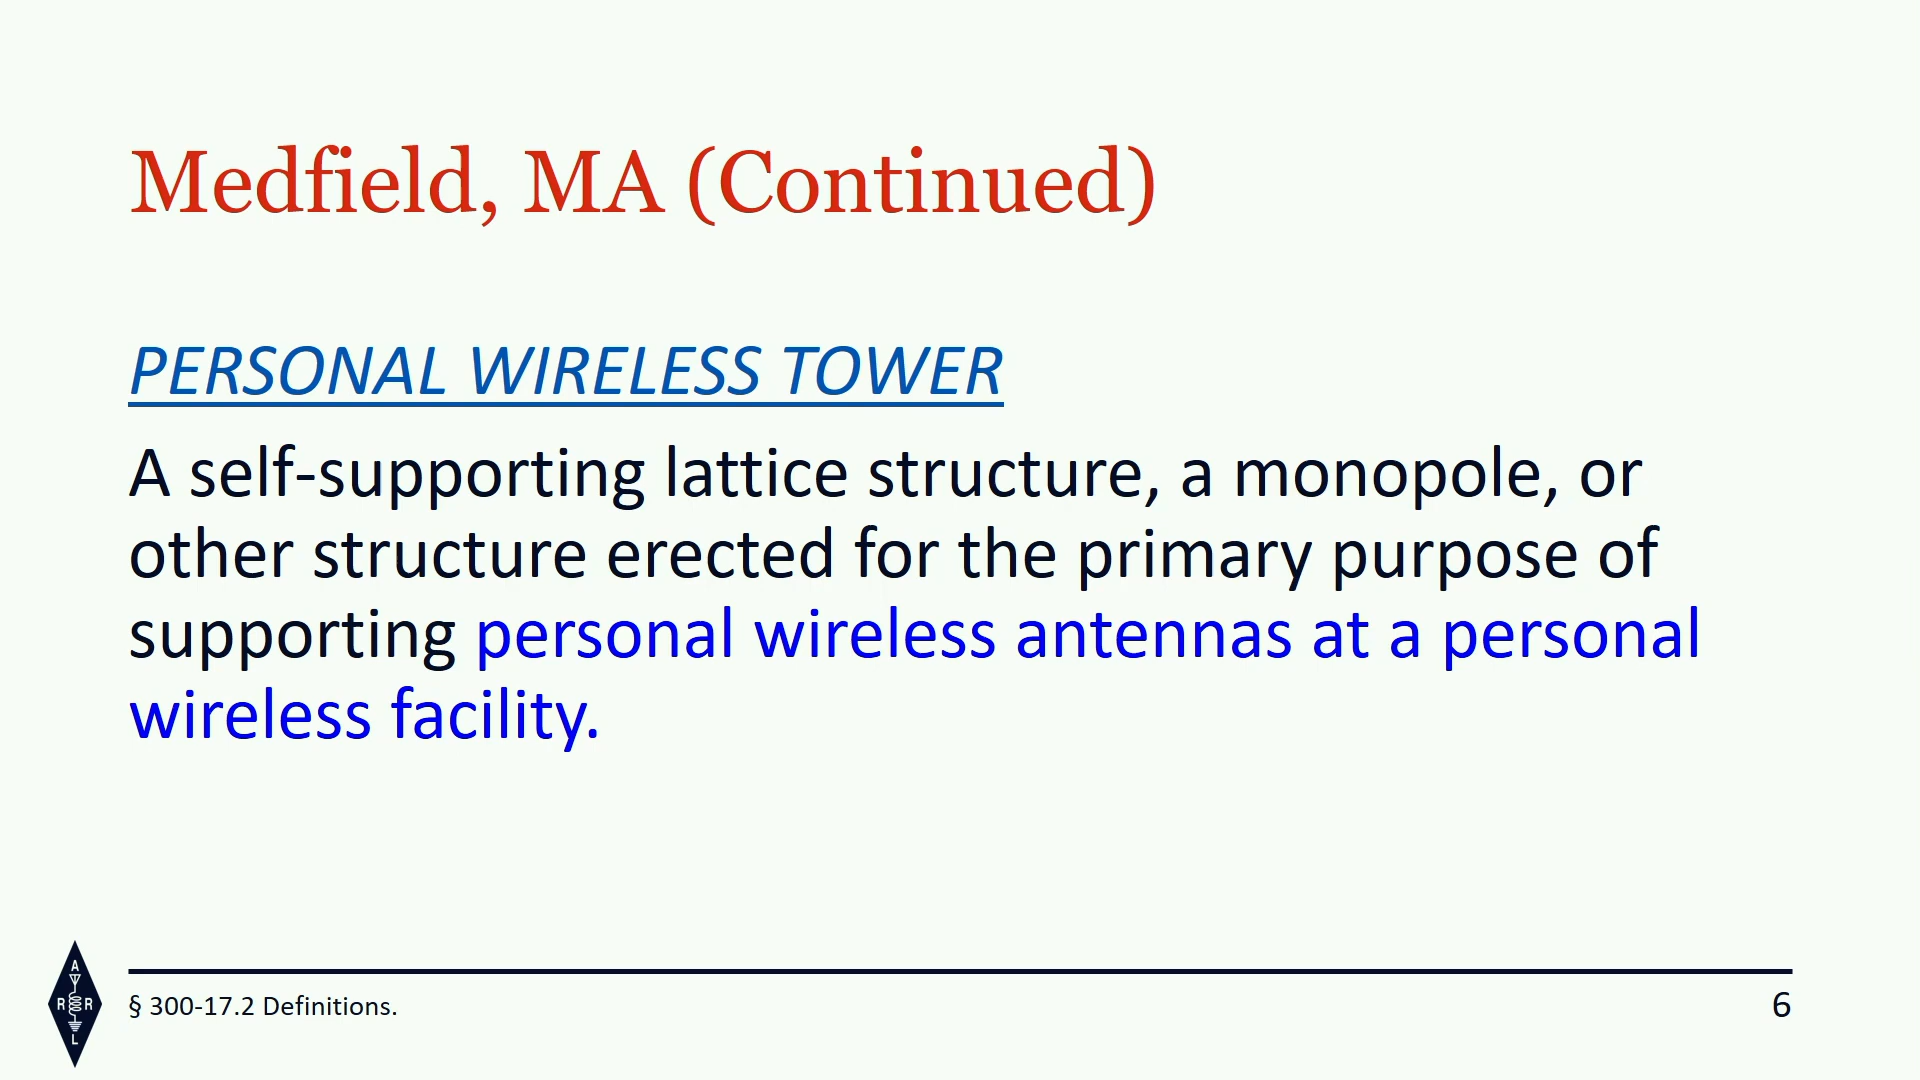 Medfield, MA (Continued)
PERSONAL WIRELESS TOWER
A self-supporting lattice structure, a monopole, or
other structure erected for the primary purpose of
supporting personal wireless antennas at a personal
wireless facility.
A
R R
L
§ 300-17.2 Definitions.
6